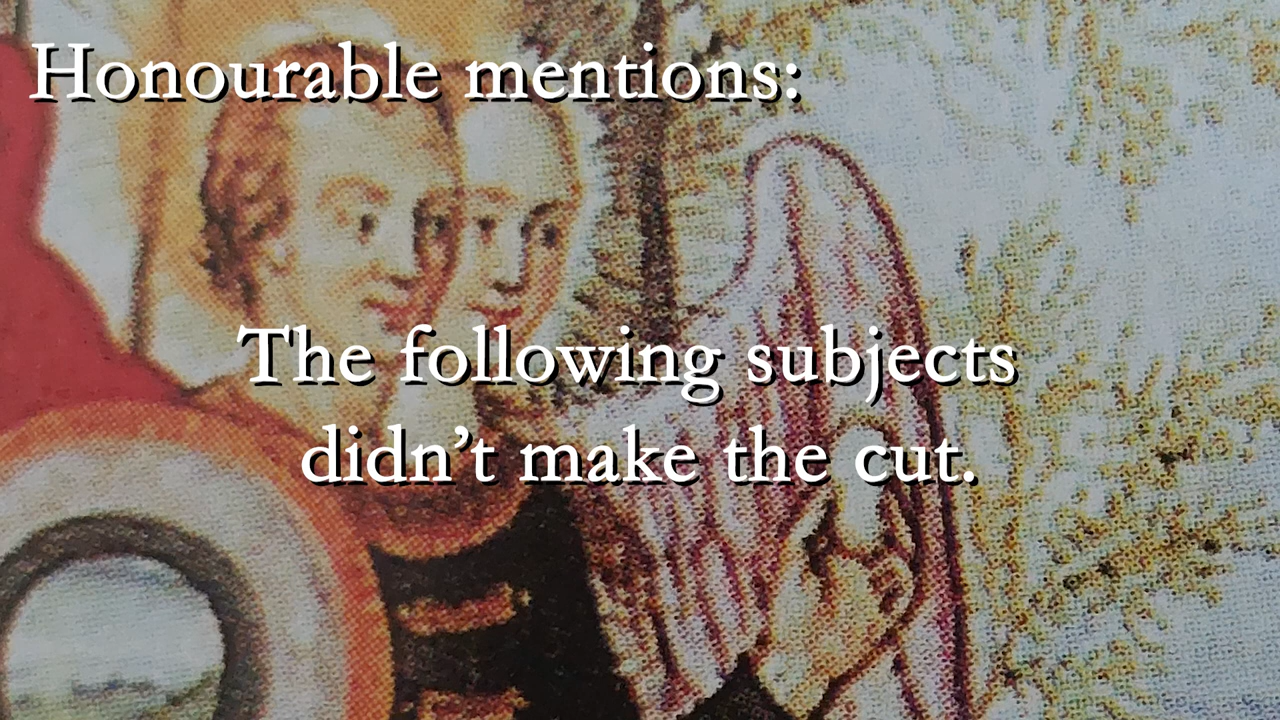 Honourable mentions:
The following subjects
didn’t make the cut.